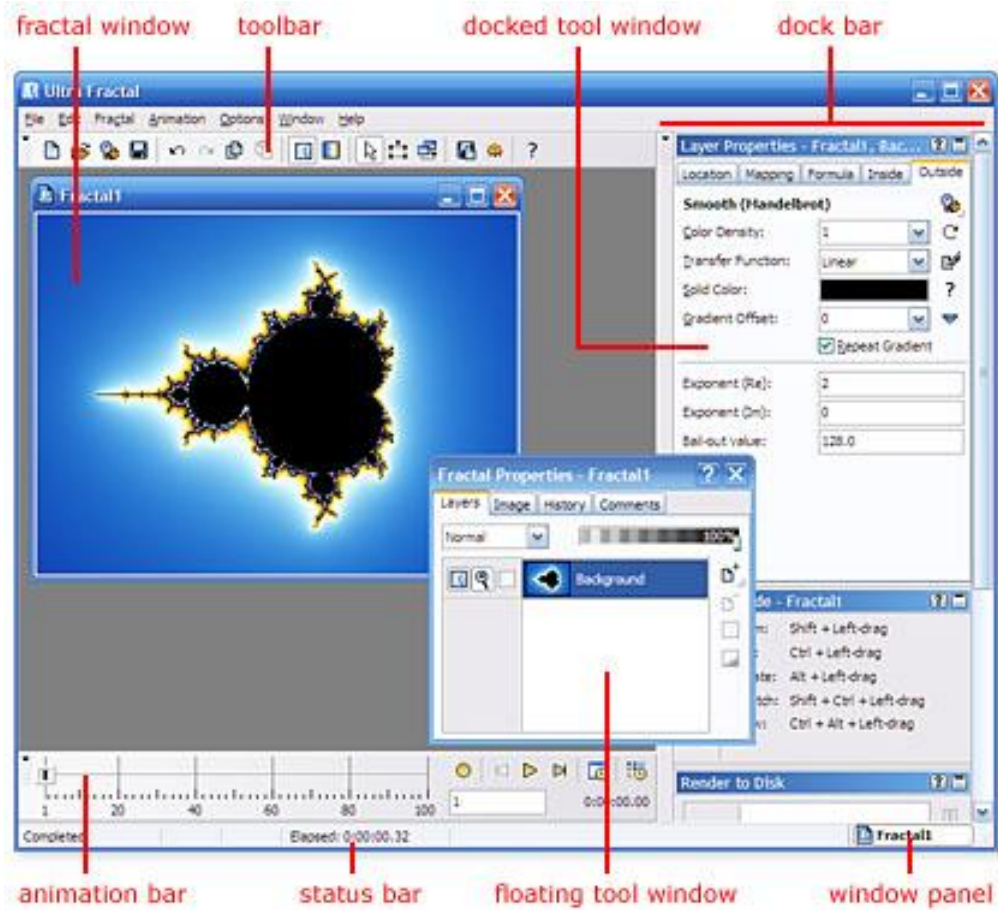 fractal window toolbar docked tool window dock bar
Ultra Fractal
File Edit Fractal Animation Options Window Help
?
Fractal1
Layer Properties - Fractal1, Bac...
Location Mapping Formula Inside Outside
Smooth (Mandelbrot)
Color Density: 1
Transfer Function: Linear
Solid Color: ?
Gradient Offset: 0
Repeat Gradient
Exponent (Re): 2
Exponent (Im): 0
Bail-out value: 128.0
Fractal Properties - Fractal1
Layers Image History Comments
Normal 100%
Background
de - Fractal1
m: Shift + Left-drag
: Ctrl + Left-drag
ate: Alt + Left-drag
tch: Shift + Ctrl + Left-drag
w: Ctrl + Alt + Left-drag
Render to Disk
1 20 40 60 80 100 1 0:00:00.00
Completed Elapsed: 0:00:00.32 Fractal1
animation bar status bar floating tool window window panel